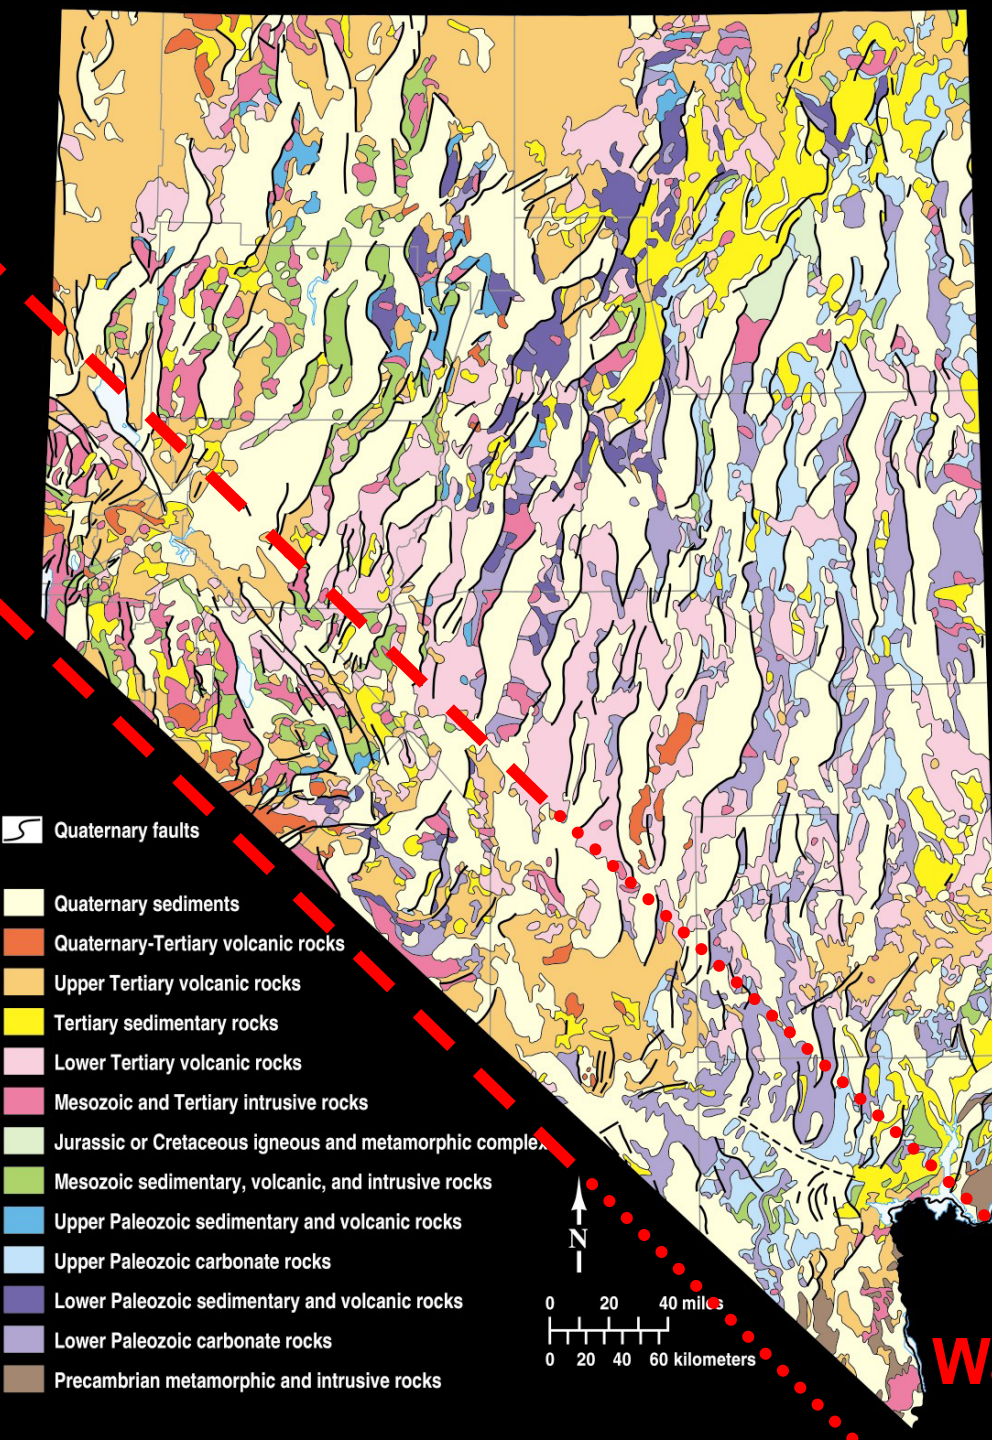 Quaternary faults
Quaternary sediments
Quaternary-Tertiary volcanic rocks
Upper Tertiary volcanic rocks
Tertiary sedimentary rocks
Lower Tertiary volcanic rocks
Mesozoic and Tertiary intrusive rocks
Jurassic or Cretaceous igneous and metamorphic complex
Mesozoic sedimentary, volcanic, and intrusive rocks
Upper Paleozoic sedimentary and volcanic rocks
Upper Paleozoic carbonate rocks
Lower Paleozoic sedimentary and volcanic rocks
Lower Paleozoic carbonate rocks
Precambrian metamorphic and intrusive rocks
N
0 20 40 miles
0 20 40 60 kilometers
W